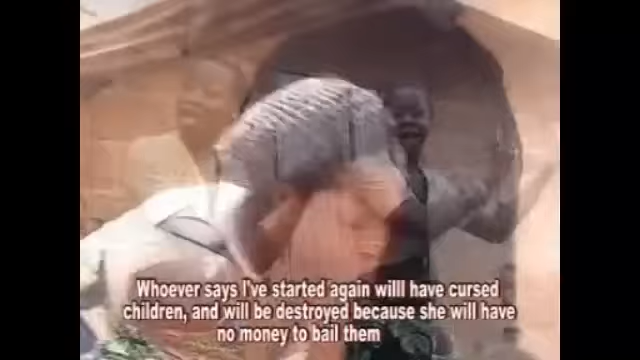 Whoever says I've started again willl have cursed
children, and will be destroyed because she will have
no money to bail them